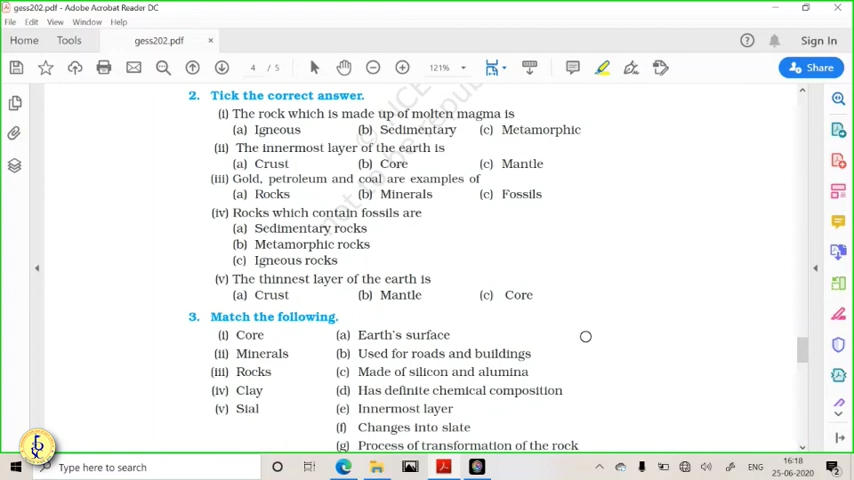 gess202.pdf - Adobe Acrobat Reader DC
File Edit View Window Help
Home Tools gess202.pdf × Sign In
4 / 5 121% Share
2. Tick the correct answer.
(i) The rock which is made up of molten magma is
(a) Igneous (b) Sedimentary (c) Metamorphic
(ii) The innermost layer of the earth is
(a) Crust (b) Core (c) Mantle
(iii) Gold, petroleum and coal are examples of
(a) Rocks (b) Minerals (c) Fossils
(iv) Rocks which contain fossils are
(a) Sedimentary rocks
(b) Metamorphic rocks
(c) Igneous rocks
(v) The thinnest layer of the earth is
(a) Crust (b) Mantle (c) Core
3. Match the following.
(i) Core (a) Earth's surface
(ii) Minerals (b) Used for roads and buildings
(iii) Rocks (c) Made of silicon and alumina
(iv) Clay (d) Has definite chemical composition
(v) Sial (e) Innermost layer
(f) Changes into slate
(g) Process of transformation of the rock
Type here to search ENG 16:18
25-06-2020 2